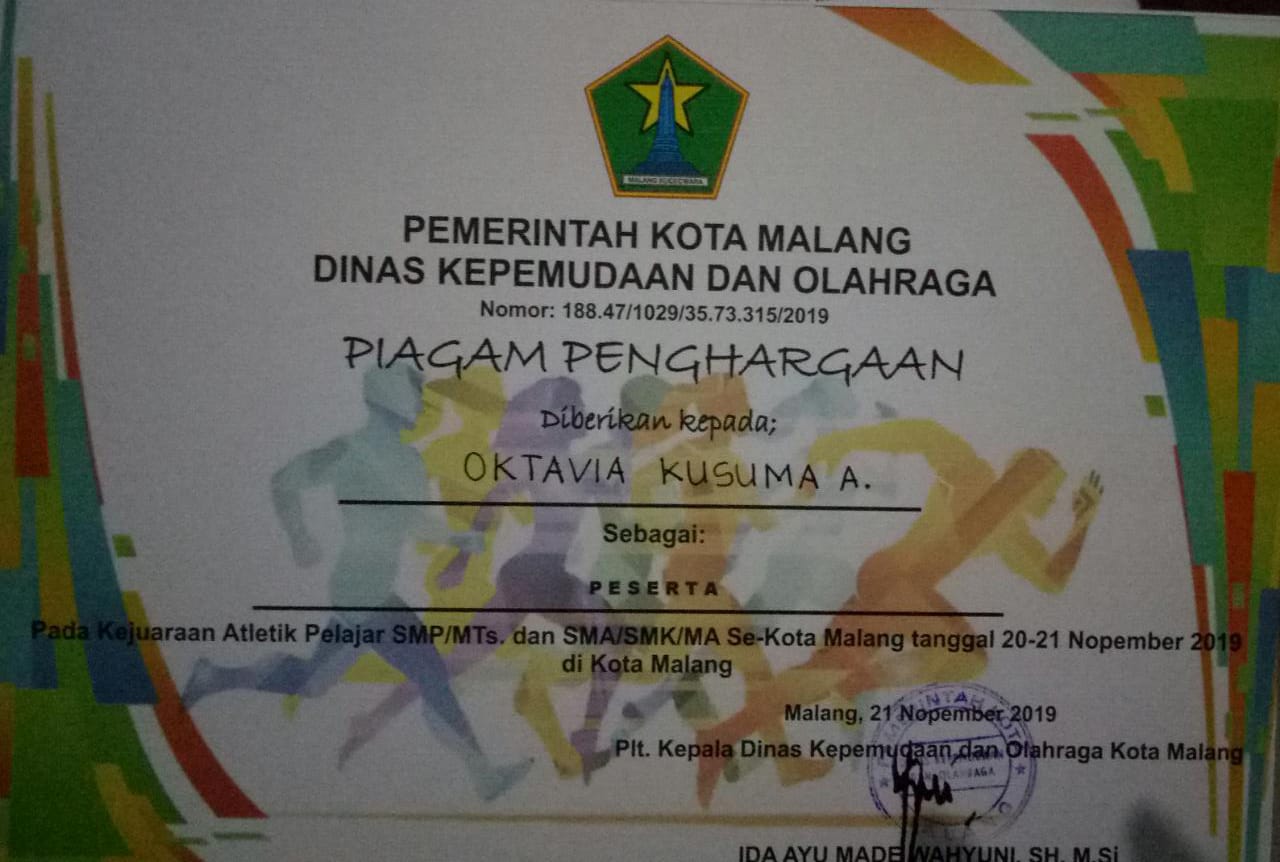 MALANG KUCECWARA
PEMERINTAH KOTA MALANG
DINAS KEPEMUDAAN DAN OLAHRAGA
Nomor: 188.47/1029/35.73.315/2019
PIAGAM PENGHARGAAN
Diberikan kepada;
OKTAVIA KUSUMA A.
Sebagai:
PESERTA
Pada Kejuaraan Atletik Pelajar SMP/MTs. dan SMA/SMK/MA Se-Kota Malang tanggal 20-21 Nopember 2019
di Kota Malang
Malang, 21 Nopember 2019
Plt. Kepala Dinas Kepemudaan dan Olahraga Kota Malang
IDA AYU MADE WAHYUNI, SH, M.Si